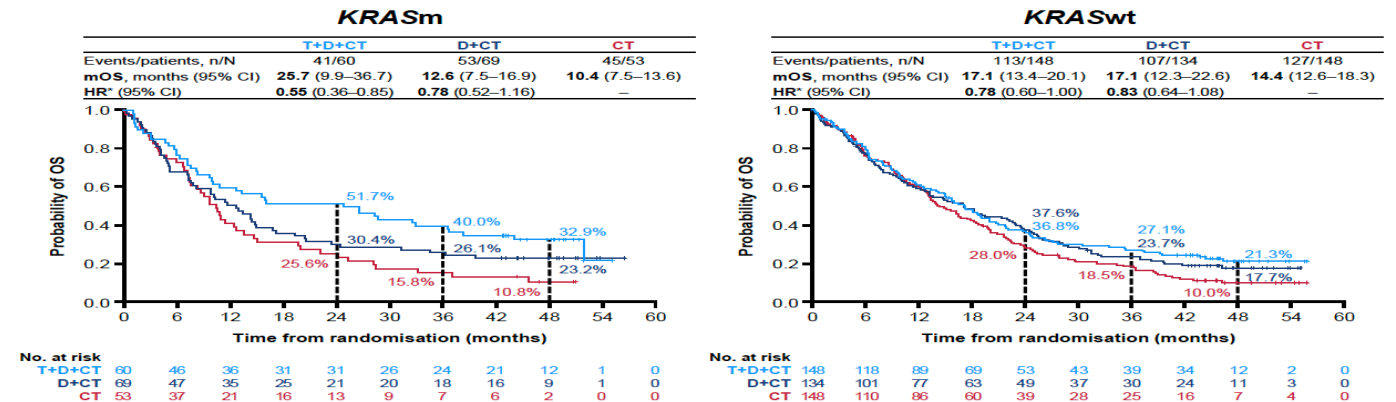 KRASm
T+D+CT D+CT CT
Events/patients, n/N 41/60 53/69 45/53
mOS, months (95% CI) 25.7 (9.9–36.7) 12.6 (7.5–16.9) 10.4 (7.5–13.6)
HR* (95% CI) 0.55 (0.36–0.85) 0.78 (0.52–1.16) –
Probability of OS
1.0
0.8
0.6
0.4
0.2
0.0
51.7%
40.0%
32.9%
30.4%
26.1%
23.2%
25.6%
15.8%
10.8%
0 6 12 18 24 30 36 42 48 54 60
Time from randomisation (months)
No. at risk
T+D+CT 60 46 36 31 31 26 24 21 12 1 0
D+CT 69 47 35 25 21 20 18 16 9 1 0
CT 53 37 21 16 13 9 7 6 2 0 0
KRASwt
T+D+CT D+CT CT
Events/patients, n/N 113/148 107/134 127/148
mOS, months (95% CI) 17.1 (13.4–20.1) 17.1 (12.3–22.6) 14.4 (12.6–18.3)
HR* (95% CI) 0.78 (0.60–1.00) 0.83 (0.64–1.08) –
Probability of OS
1.0
0.8
0.6
0.4
0.2
0.0
37.6%
36.8%
27.1%
23.7%
21.3%
17.7%
28.0%
18.5%
10.0%
0 6 12 18 24 30 36 42 48 54 60
Time from randomisation (months)
No. at risk
T+D+CT 148 118 89 69 53 43 39 34 12 2 0
D+CT 134 101 77 63 49 37 30 24 11 3 0
CT 148 110 86 60 39 28 25 16 7 4 0